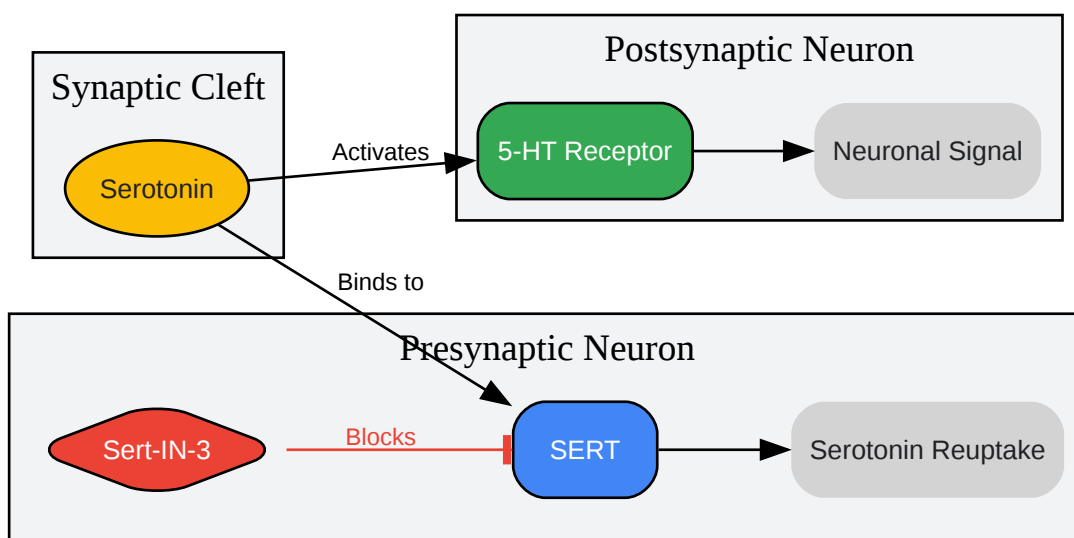 Postsynaptic Neuron
Synaptic Cleft
Activates
5-HT Receptor
Neuronal Signal
Serotonin
Binds to
Presynaptic Neuron
Sert-IN-3
Blocks
SERT
Serotonin Reuptake